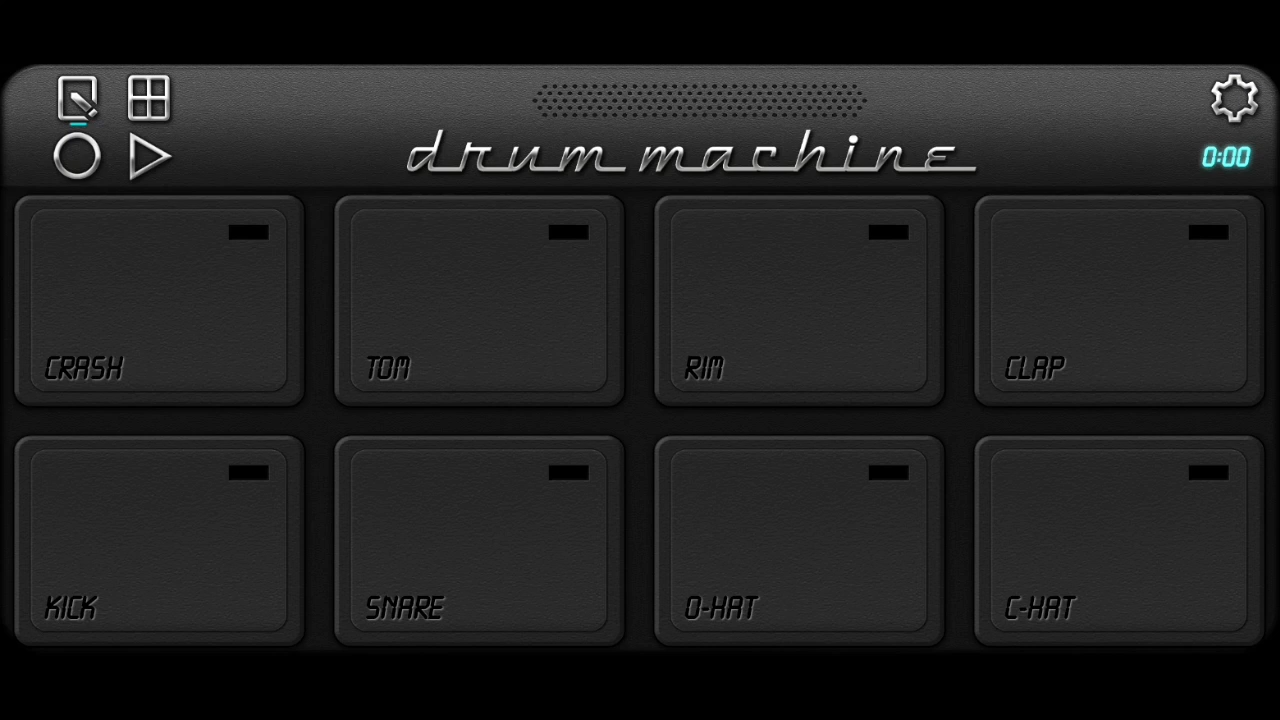 drum machine
0:00
CRASH
TOM
RIM
CLAP
KICK
SNARE
O-HAT
C-HAT